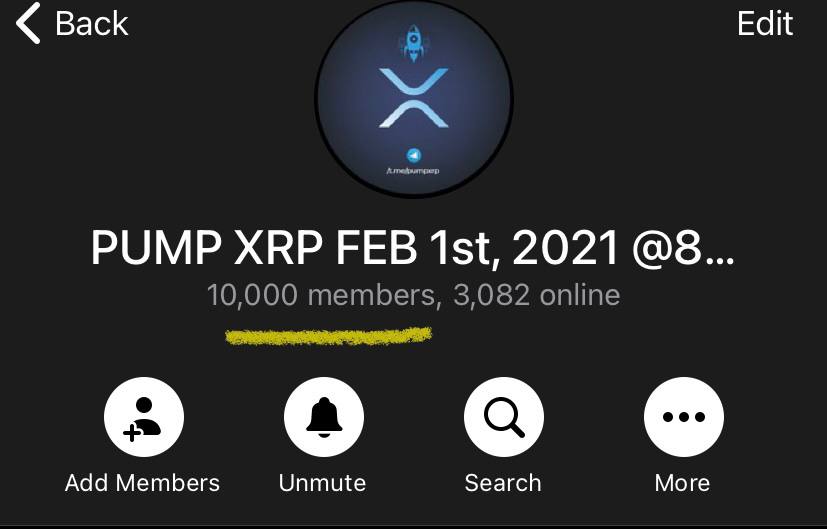 Back
Edit
/t.me/pumpxrp
PUMP XRP FEB 1st, 2021 @8...
10,000 members, 3,082 online
Add Members
Unmute
Search
More